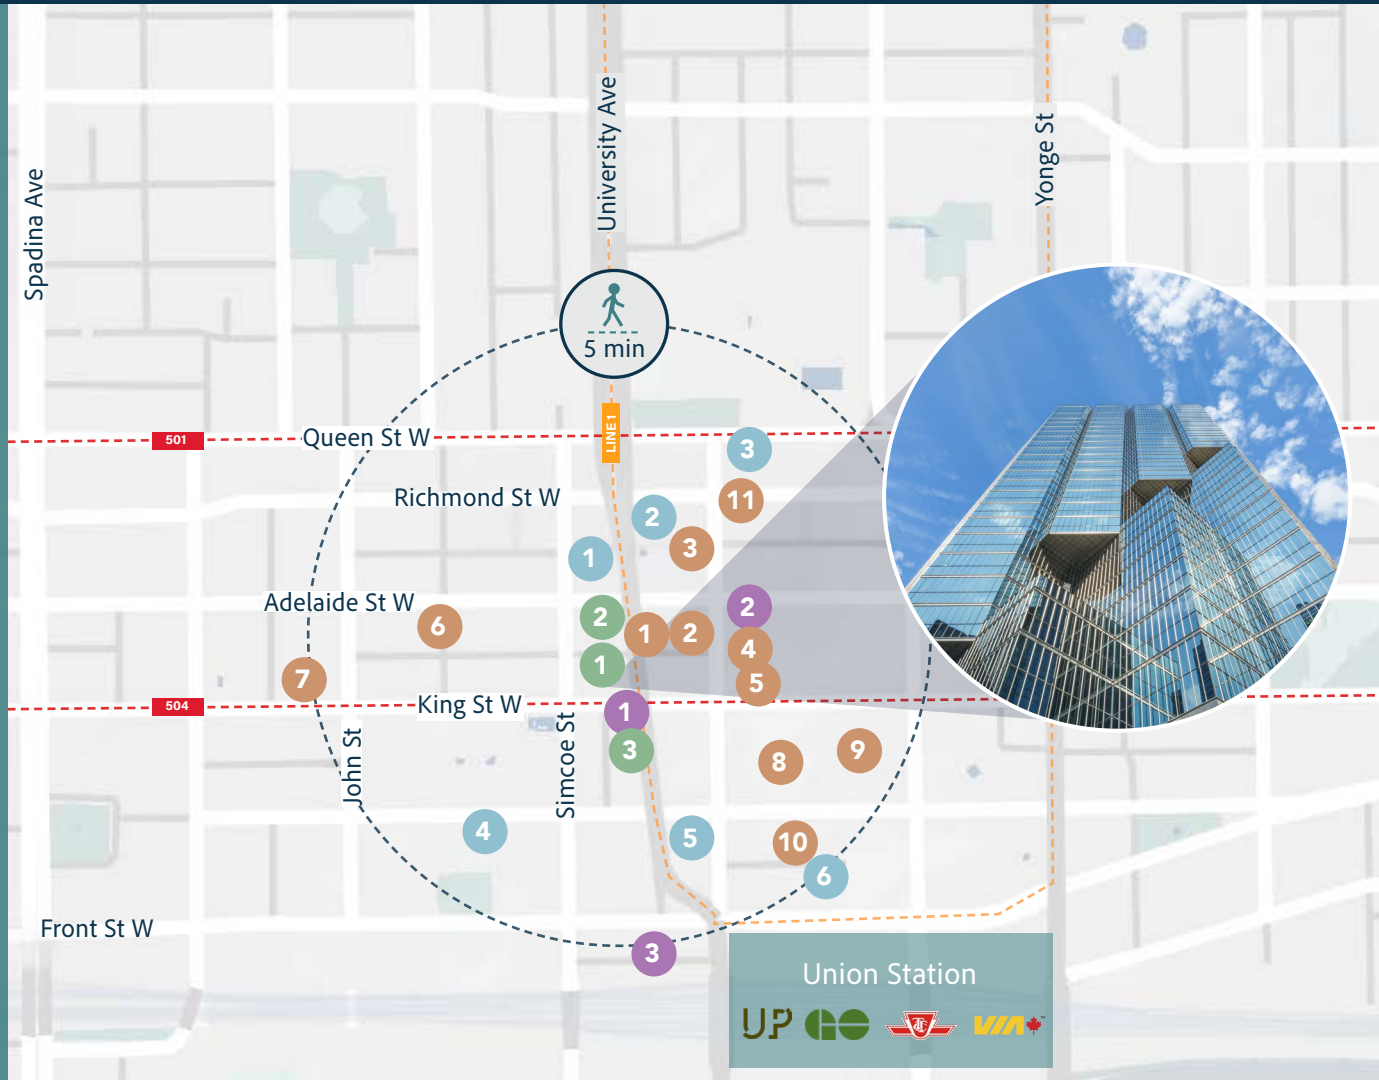 University Ave
Yonge St
Spadina Ave
5 min
LINE 1
501
Queen St W
3
Richmond St W
11
2
3
1
Adelaide St W
2
2
6
1
2
4
1
7
5
504
King St W
1
3
John St
Simcoe St
8
9
4
5
10
6
Front St W
3
Union Station
UP GO TTC VIA